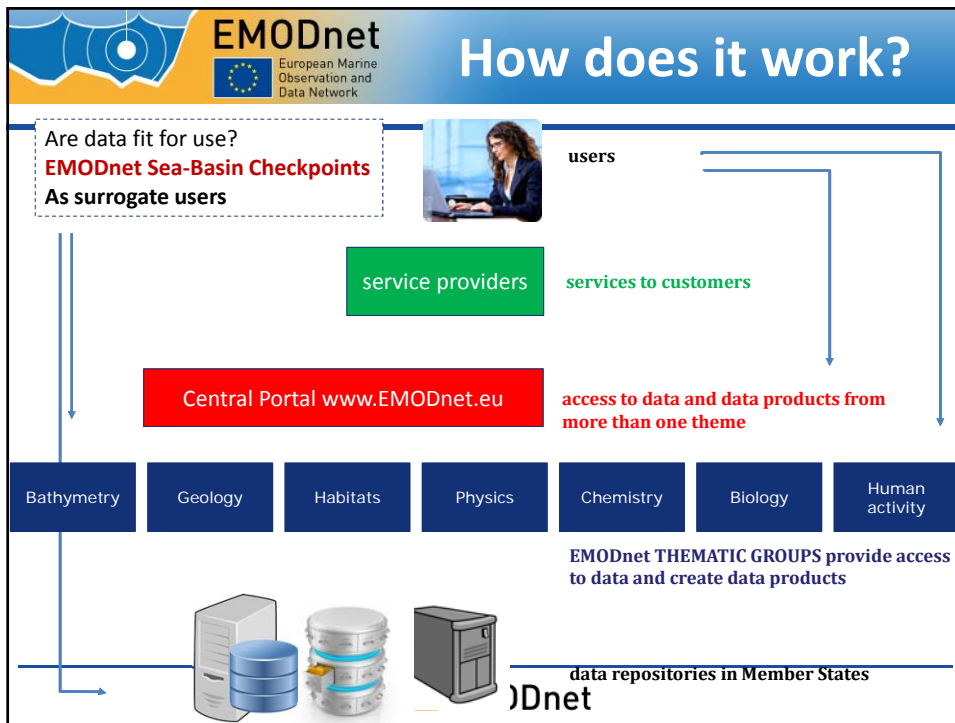 EMODnet
European Marine
Observation and
Data Network
How does it work?
Are data fit for use?
EMODnet Sea-Basin Checkpoints
As surrogate users
users
service providers
services to customers
Central Portal www.EMODnet.eu
access to data and data products from
more than one theme
Bathymetry
Geology
Habitats
Physics
Chemistry
Biology
Human
activity
EMODnet THEMATIC GROUPS provide access
to data and create data products
data repositories in Member States
Dnet